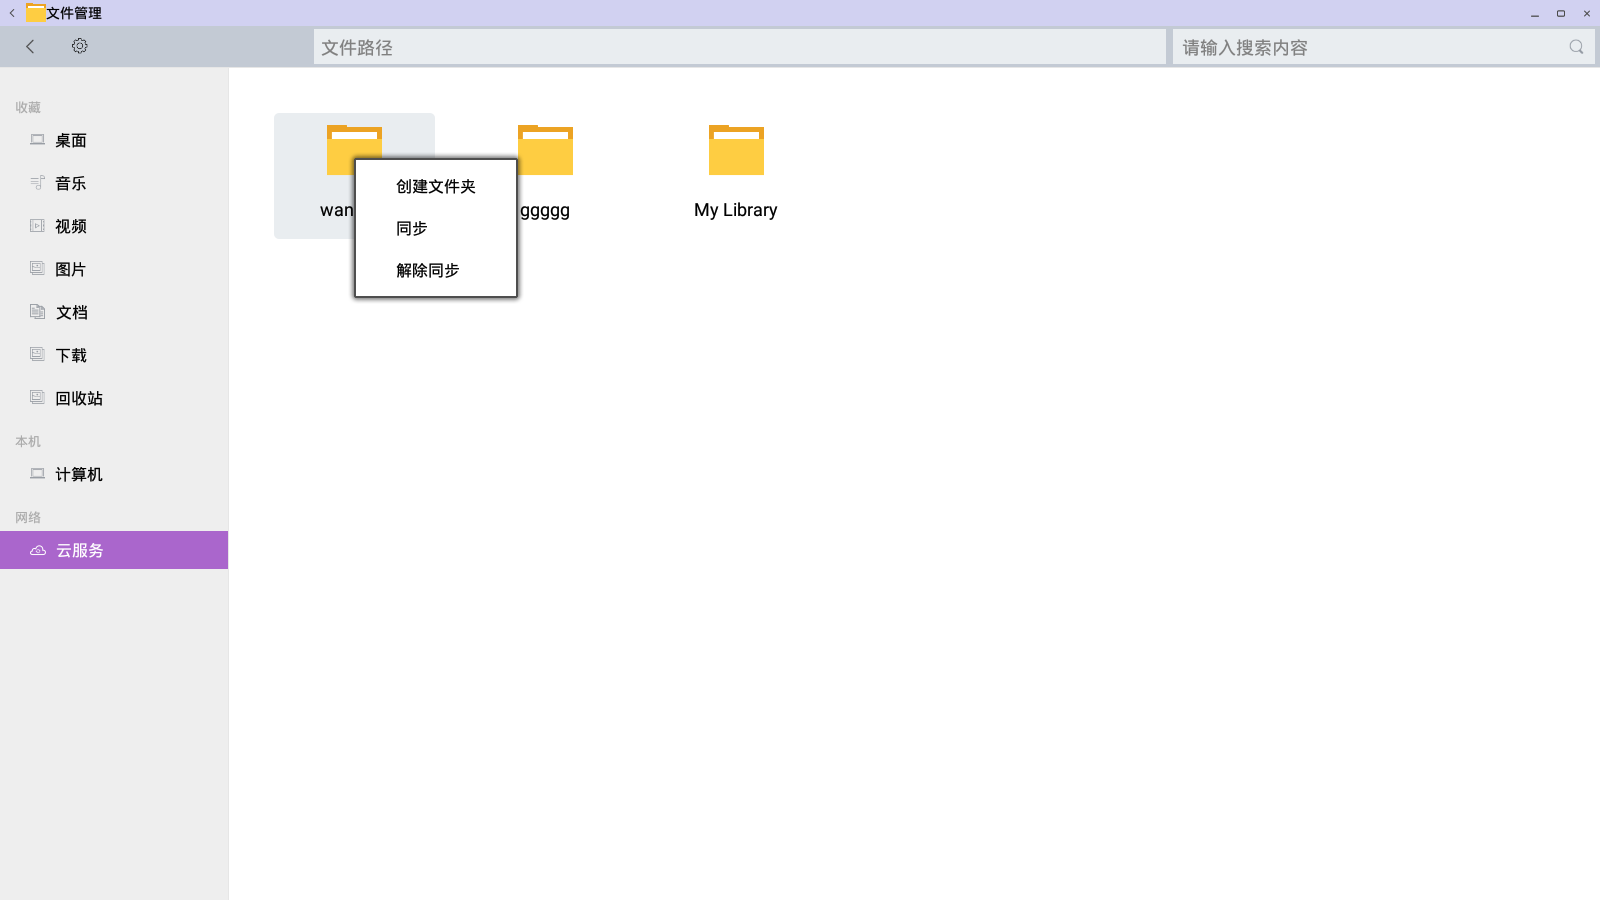 文件管理
文件路径
请输入搜索内容
收藏
桌面
音乐
视频
图片
文档
下载
回收站
本机
计算机
网络
云服务
wan
ggggg
My Library
创建文件夹
同步
解除同步